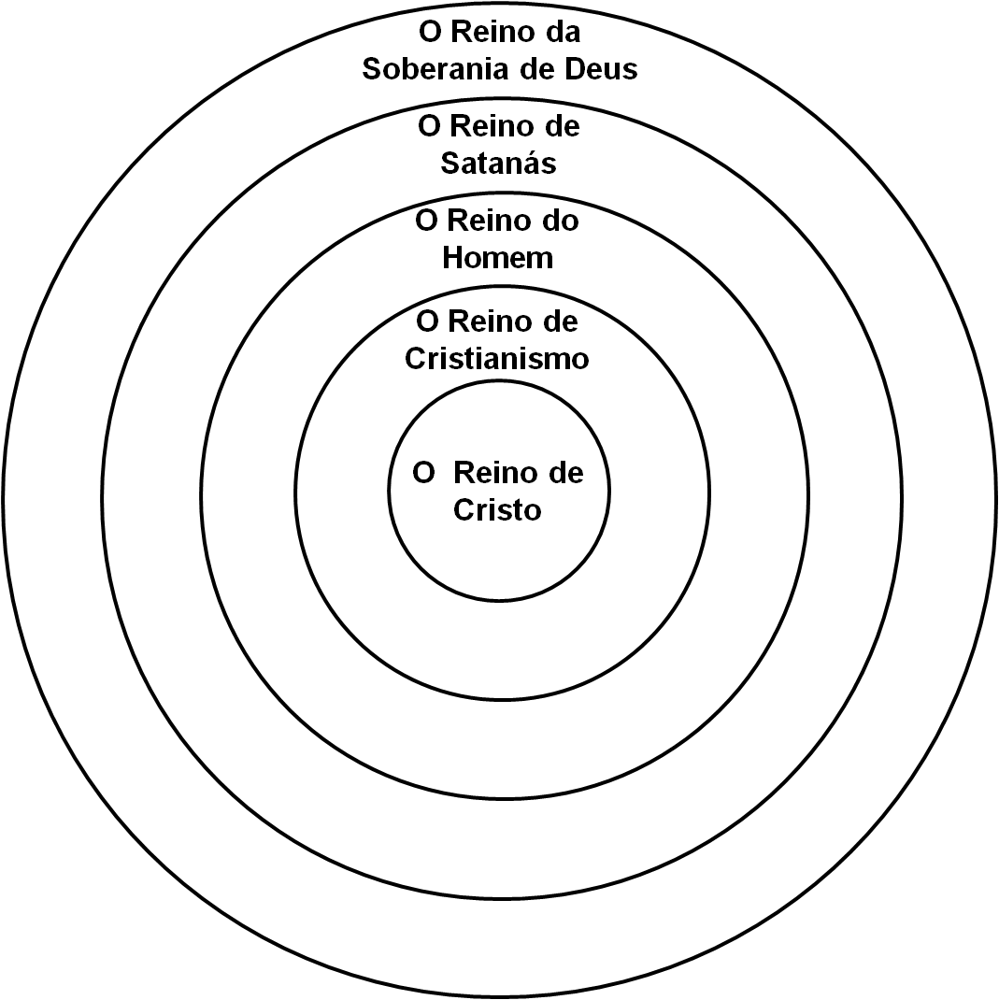 O Reino da
Soberania de Deus
O Reino de
Satanás
O Reino do
Homem
O Reino de
Cristianismo
O Reino de
Cristo